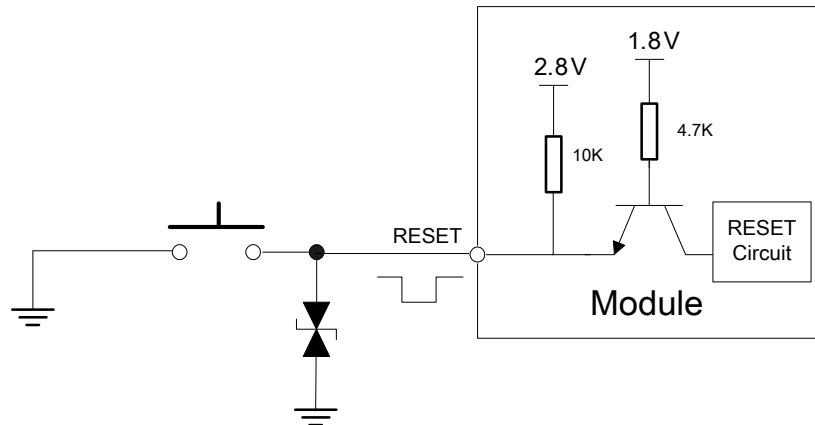 1.8V
2.8V
4.7K
10K
RESET
RESET
Circuit
Module